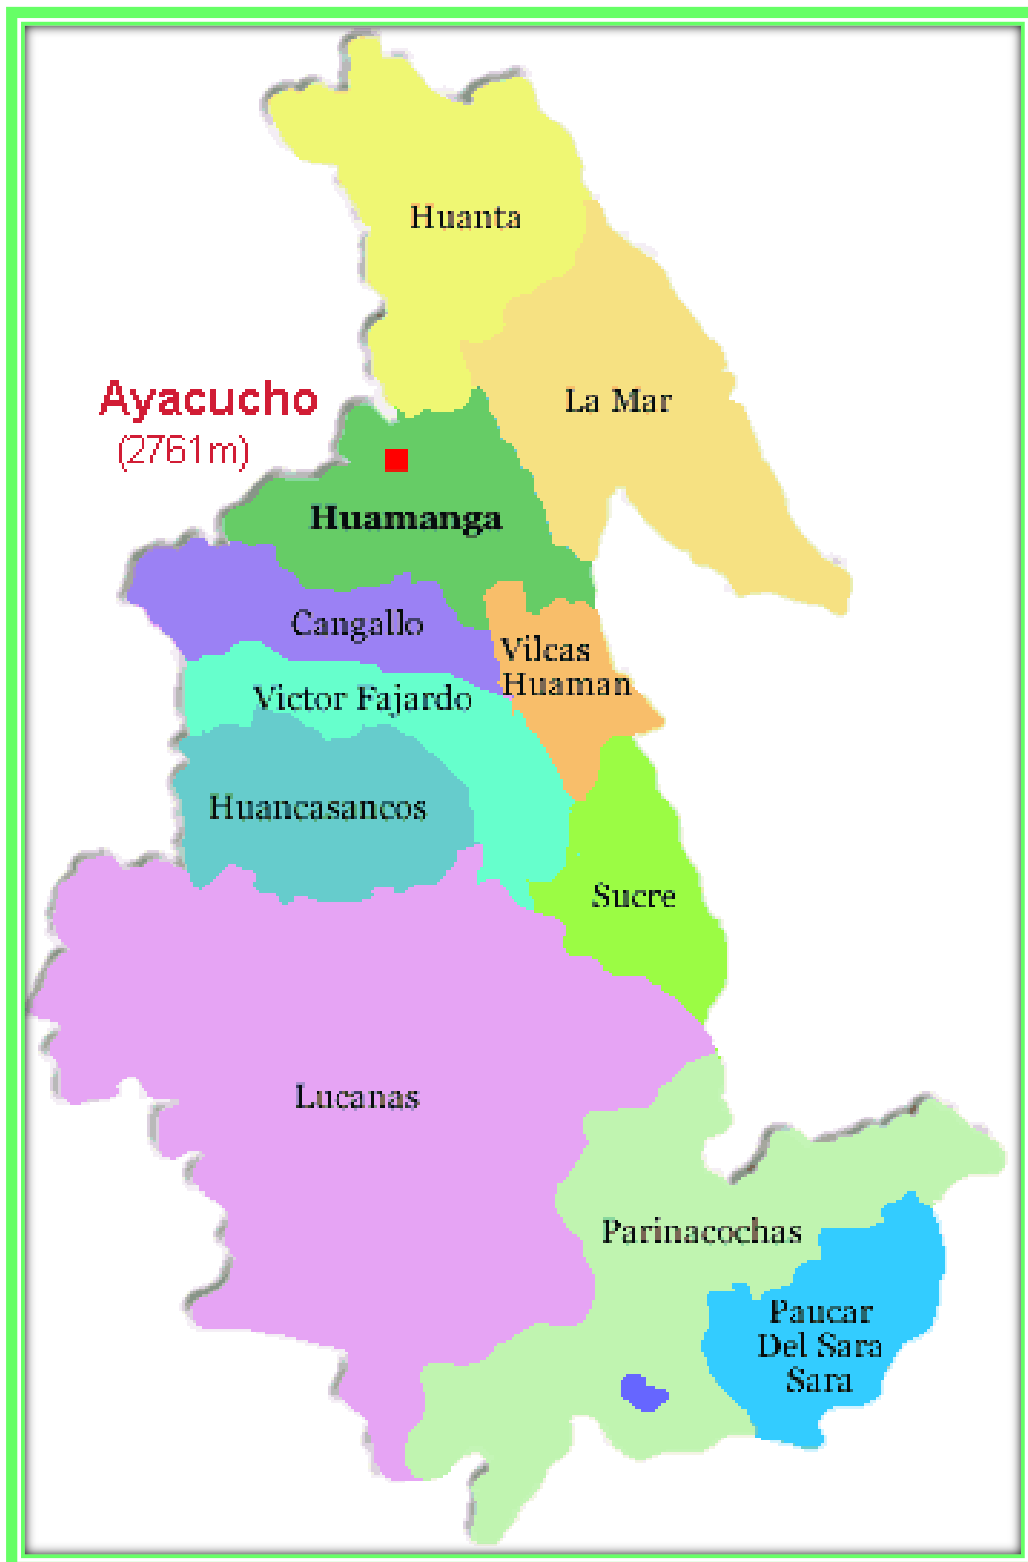 Huanta
La Mar
Ayacucho
(2761m)
Huamanga
Cangallo
Vilcas
Huaman
Victor Fajardo
Huancasancos
Sucre
Lucanas
Parinacochas
Paucar
Del Sara
Sara